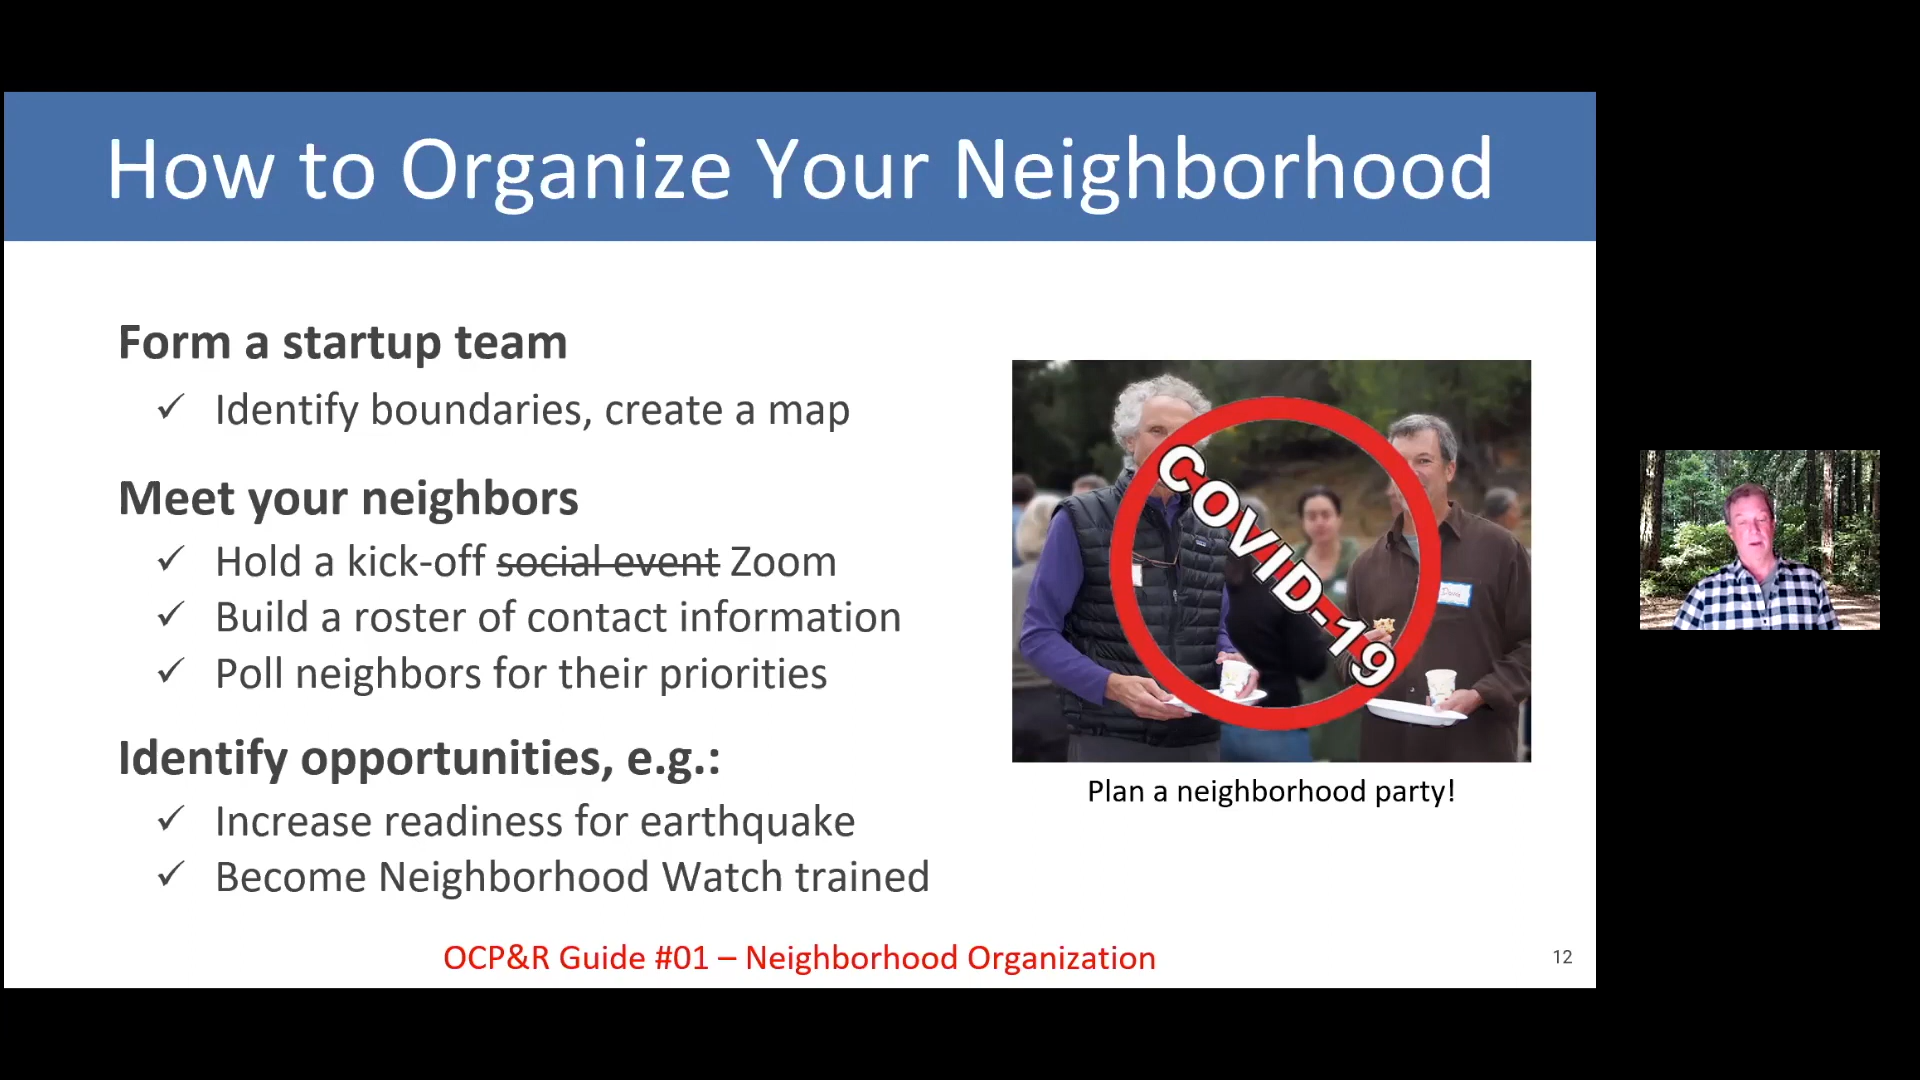 How to Organize Your Neighborhood
Form a startup team
✓ Identify boundaries, create a map
Meet your neighbors
✓ Hold a kick-off social event Zoom
✓ Build a roster of contact information
✓ Poll neighbors for their priorities
Identify opportunities, e.g.:
✓ Increase readiness for earthquake
✓ Become Neighborhood Watch trained
COVID-19
Plan a neighborhood party!
OCP&R Guide #01 – Neighborhood Organization
12